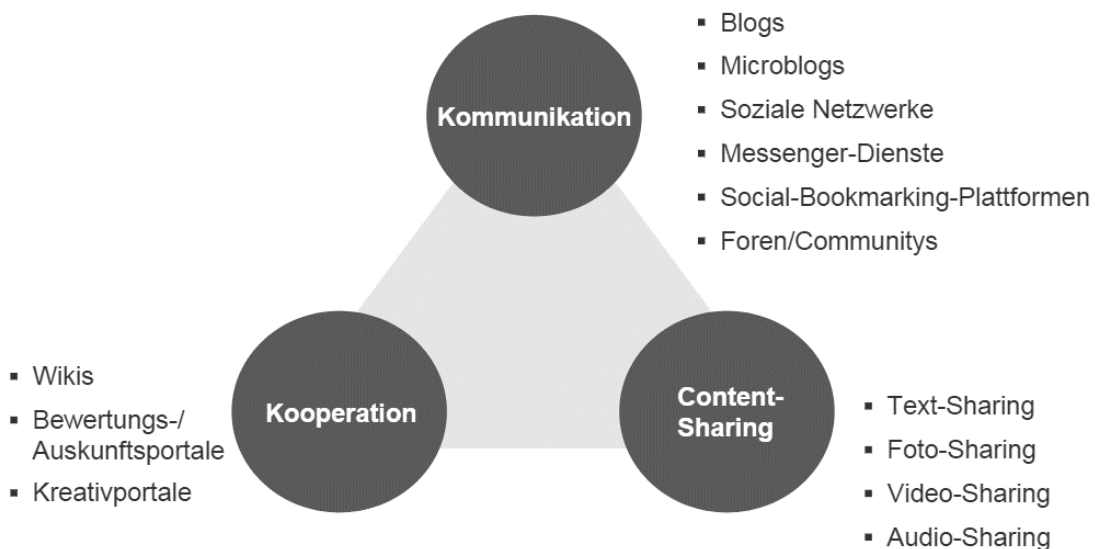 ▪ Blogs
▪ Microblogs
▪ Soziale Netzwerke
▪ Messenger-Dienste
▪ Social-Bookmarking-Plattformen
▪ Foren/Communitys
Kommunikation
▪ Wikis
▪ Bewertungs-/
Auskunftsportale
▪ Kreativportale
Kooperation
Content-
Sharing
▪ Text-Sharing
▪ Foto-Sharing
▪ Video-Sharing
▪ Audio-Sharing